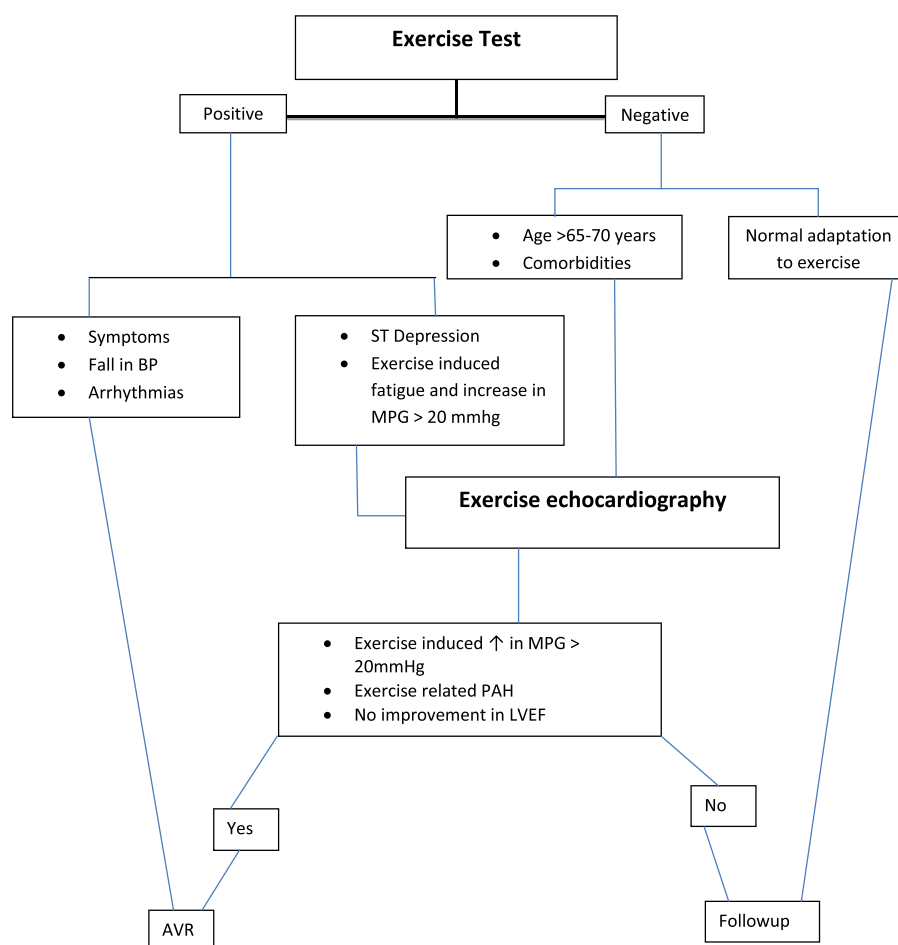 Exercise Test
Positive
Negative
• Age >65-70 years
• Comorbidities
Normal adaptation
to exercise
• Symptoms
• Fall in BP
• Arrhythmias
• ST Depression
• Exercise induced
fatigue and increase in
MPG > 20 mmhg
Exercise echocardiography
• Exercise induced ↑ in MPG >
20mmHg
• Exercise related PAH
• No improvement in LVEF
Yes
No
AVR
Followup